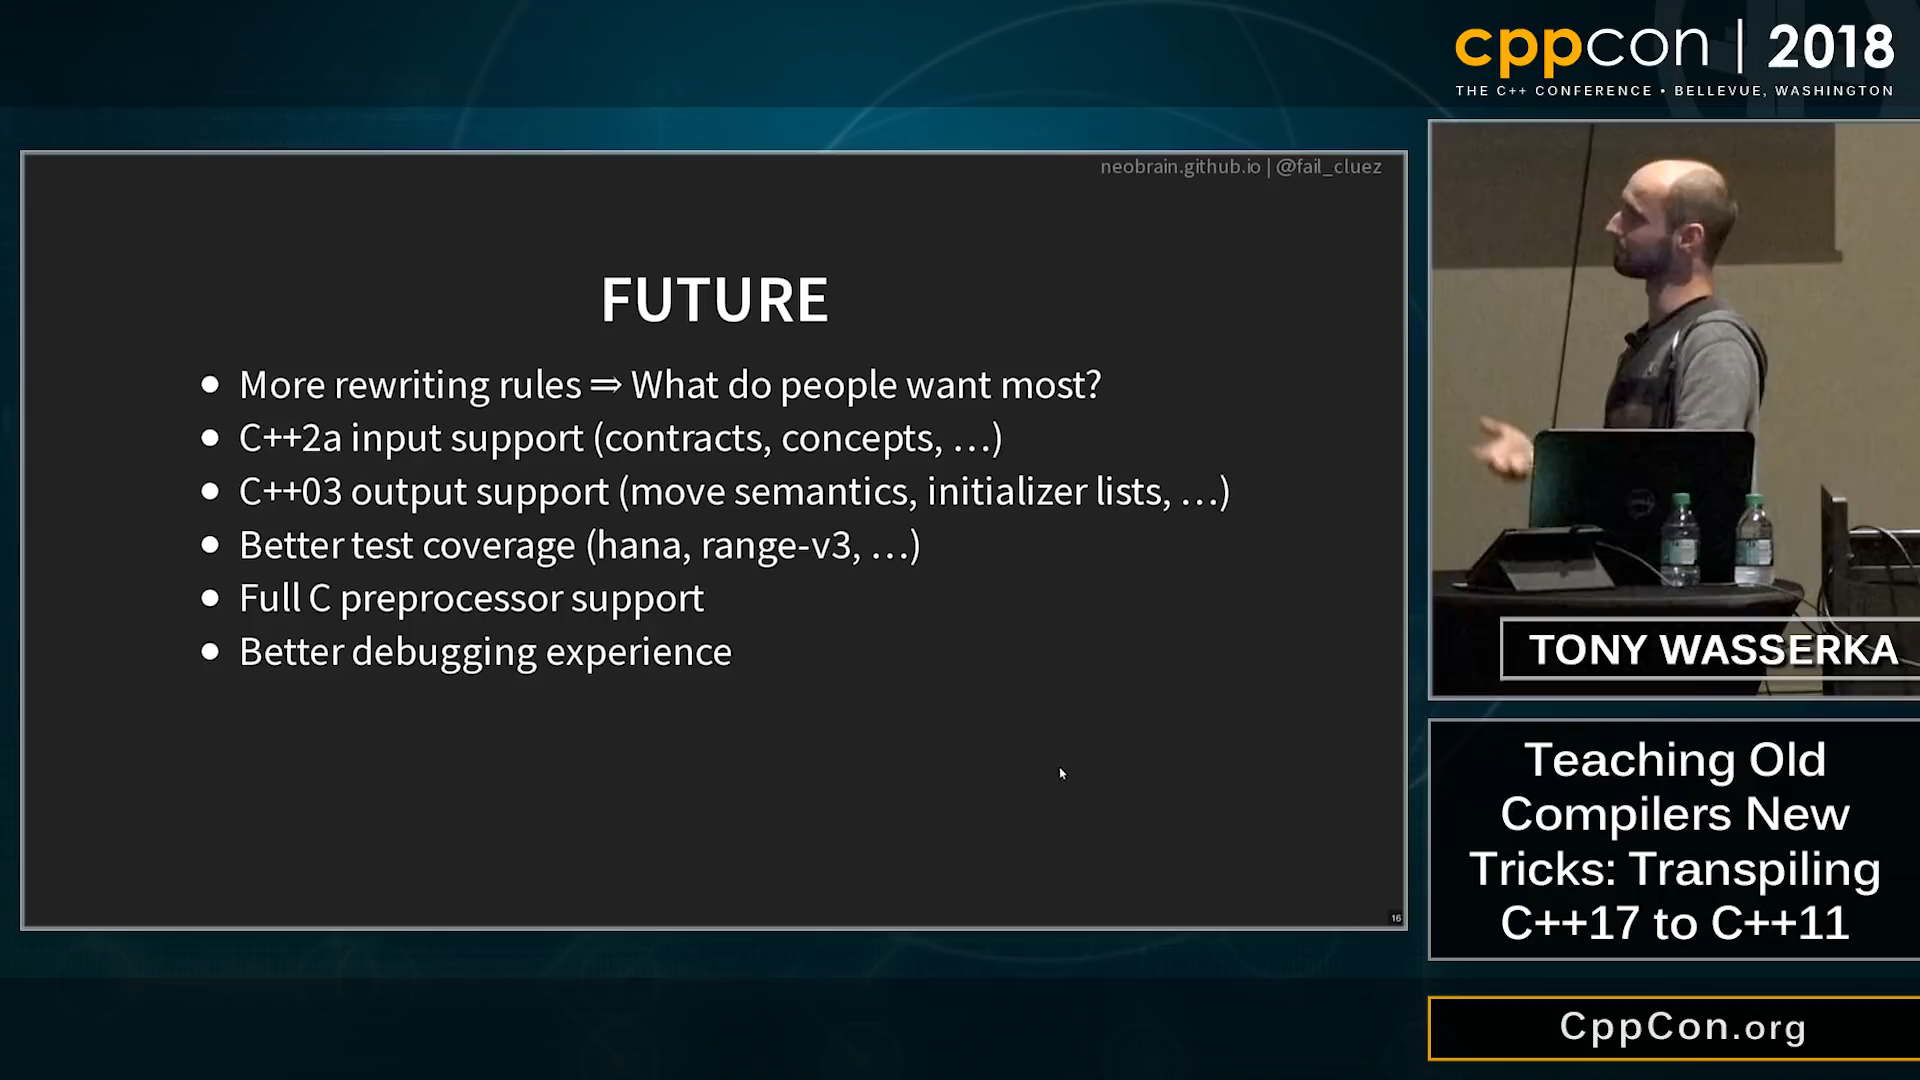 cppcon | 2018
THE C++ CONFERENCE • BELLEVUE, WASHINGTON
neobrain.github.io | @fail_cluez
FUTURE
● More rewriting rules ⇒ What do people want most?
● C++2a input support (contracts, concepts, …)
● C++03 output support (move semantics, initializer lists, …)
● Better test coverage (hana, range-v3, …)
● Full C preprocessor support
● Better debugging experience
16
TONY WASSERKA
Teaching Old
Compilers New
Tricks: Transpiling
C++17 to C++11
CppCon.org